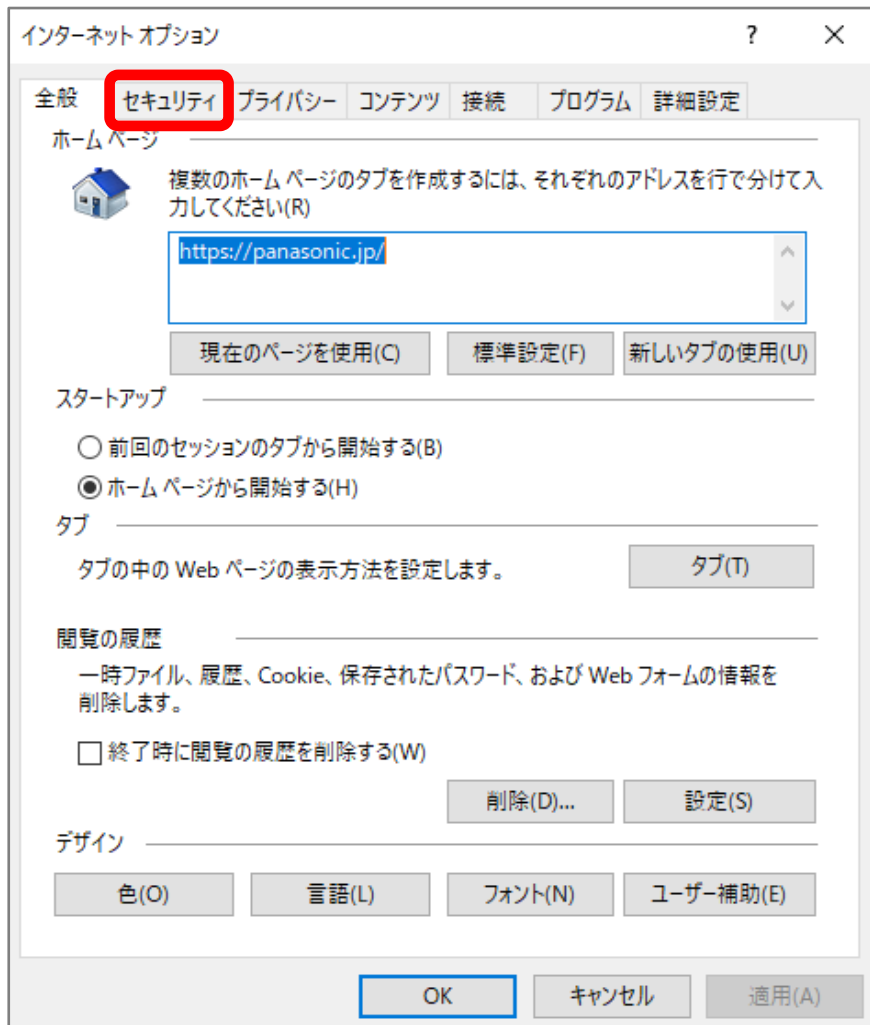 インターネット オプション
?
全般 セキュリティ プライバシー コンテンツ 接続 プログラム 詳細設定
ホーム ページ
複数のホーム ページのタブを作成するには、それぞれのアドレスを行で分けて入
力してください(R)
https://panasonic.jp/
現在のページを使用(C) 標準設定(F) 新しいタブの使用(U)
スタートアップ
前回のセッションのタブから開始する(B)
ホーム ページから開始する(H)
タブ
タブの中の Web ページの表示方法を設定します。 タブ(T)
閲覧の履歴
一時ファイル、履歴、Cookie、保存されたパスワード、および Web フォームの情報を
削除します。
終了時に閲覧の履歴を削除する(W)
削除(D)... 設定(S)
デザイン
色(O) 言語(L) フォント(N) ユーザー補助(E)
OK キャンセル 適用(A)